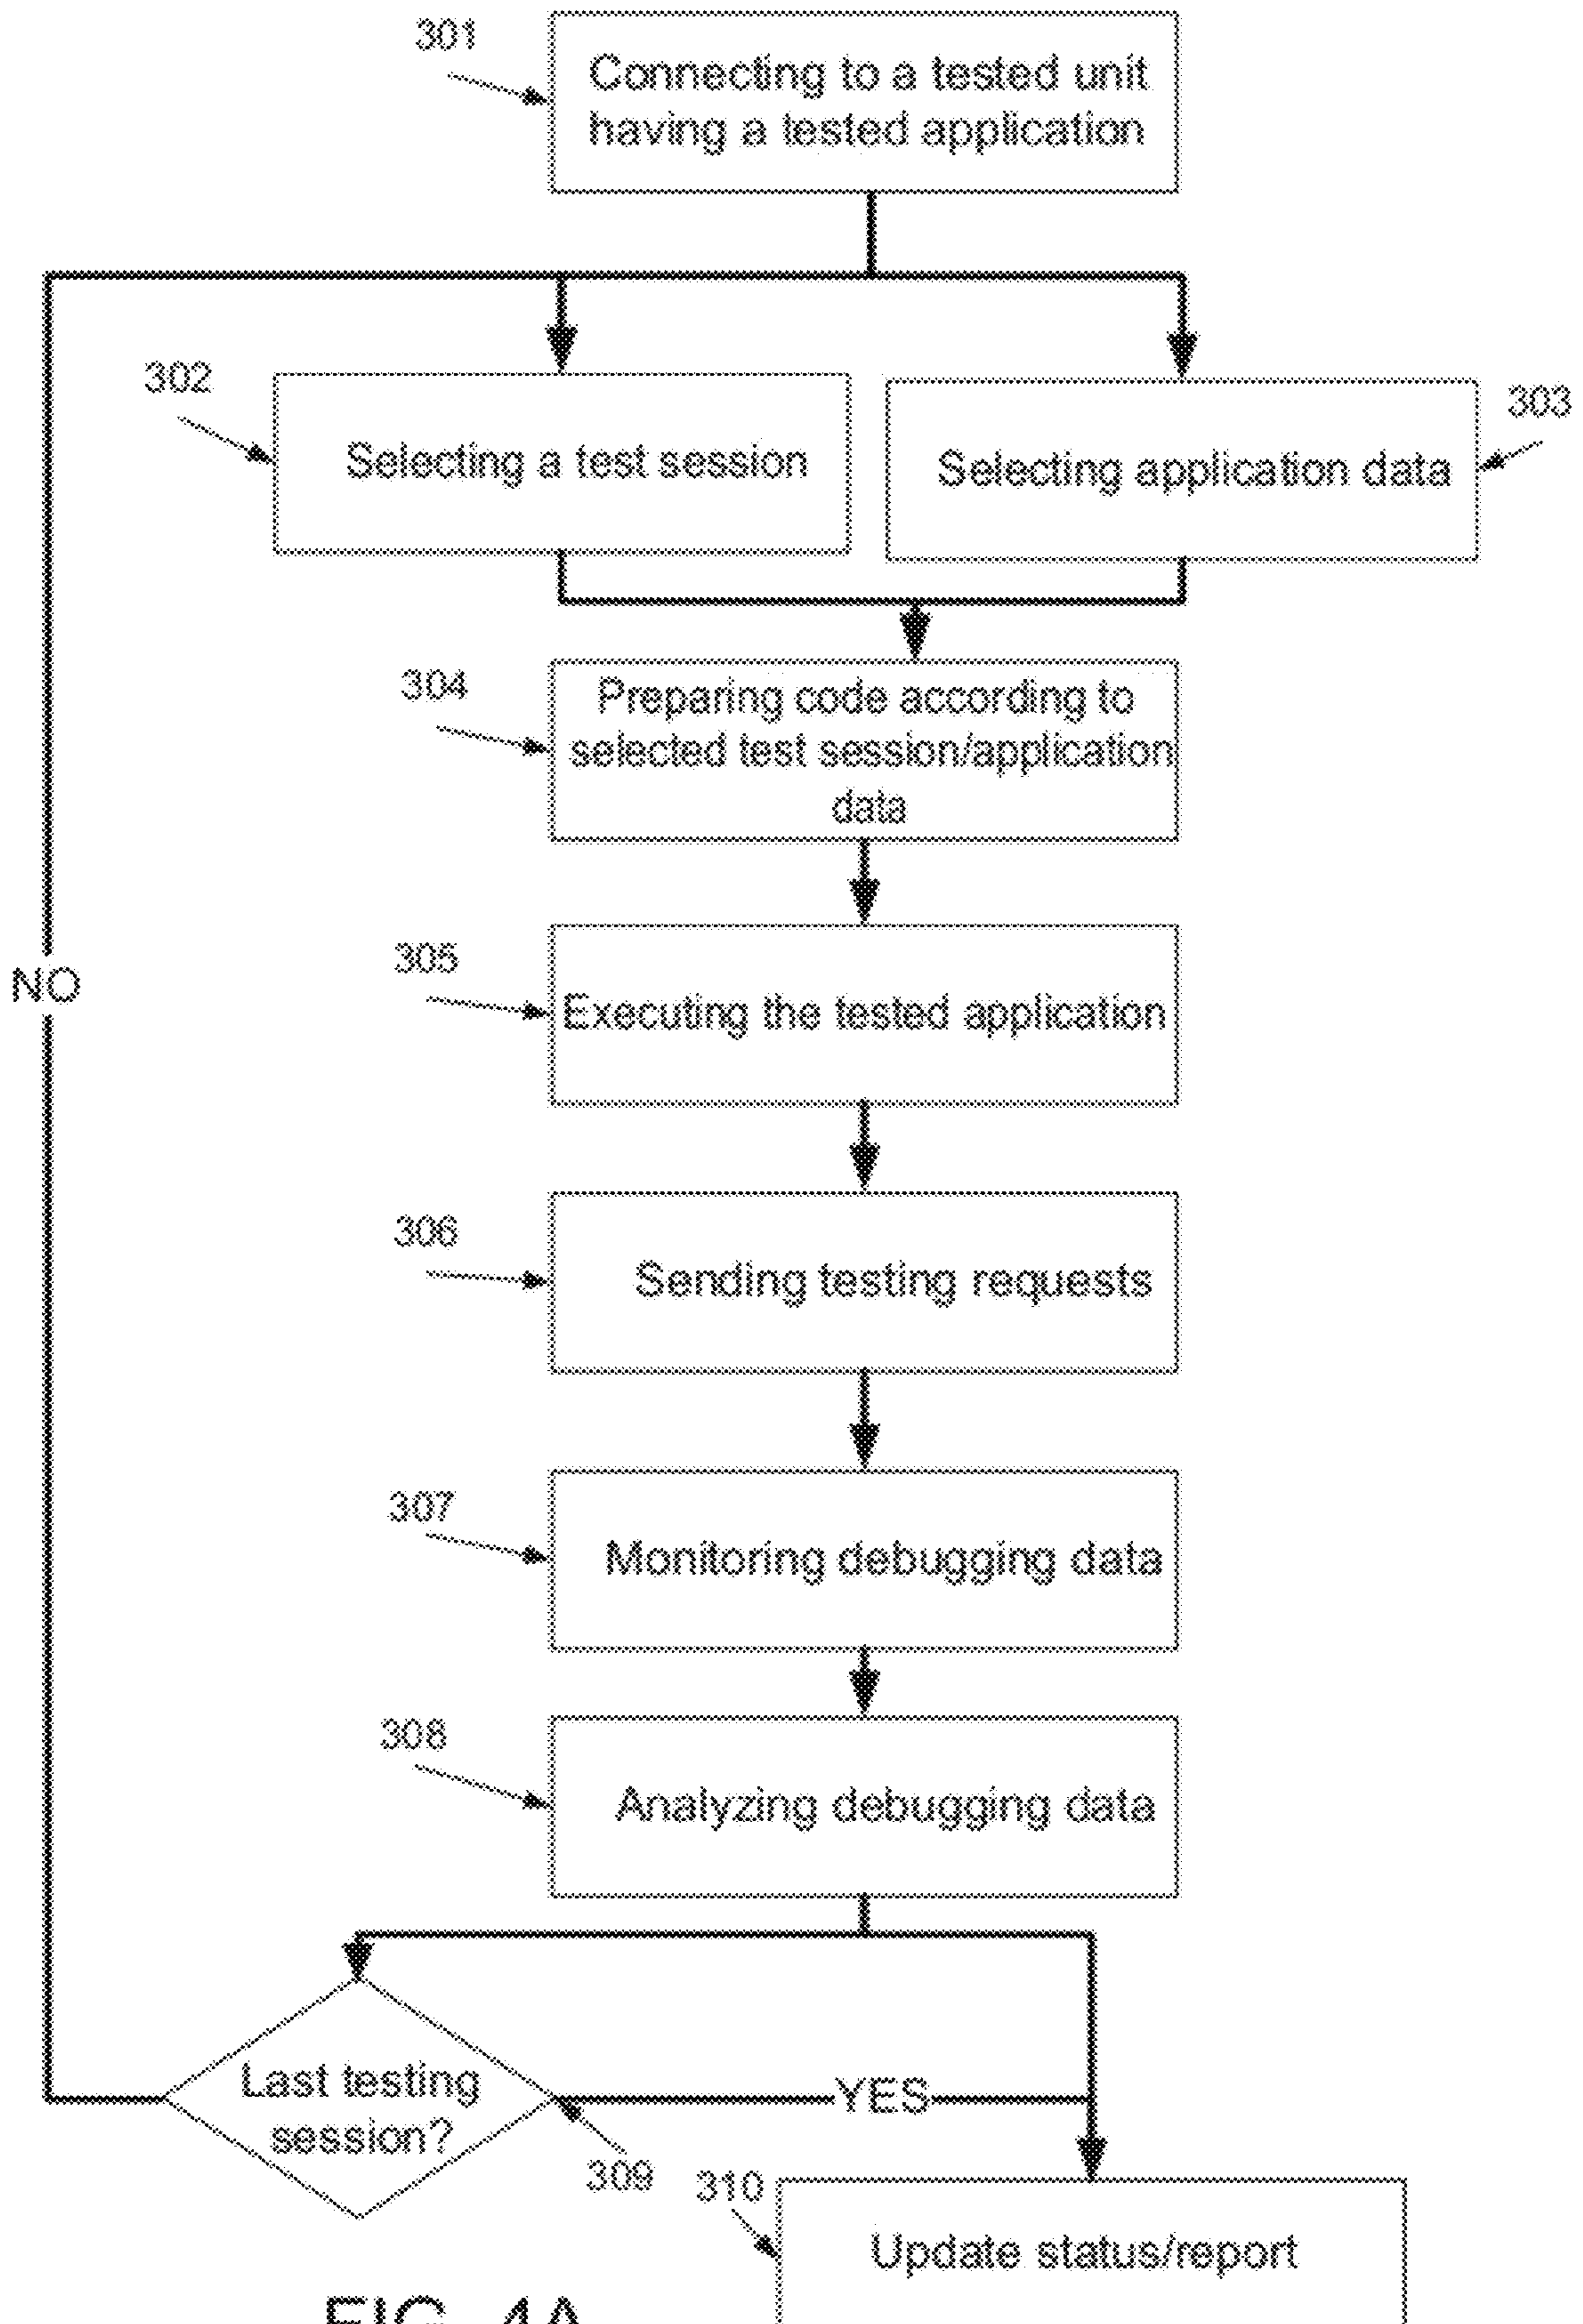 301
Connecting to a tested unit
having a tested application
302
Selecting a test session
303
Selecting application data
304
Preparing code according to
selected test session/application
data
305
Executing the tested application
NO
306
Sending testing requests
307
Monitoring debugging data
308
Analyzing debugging data
Last testing
session?
YES
309
310
Update status/report
FIG. 4A